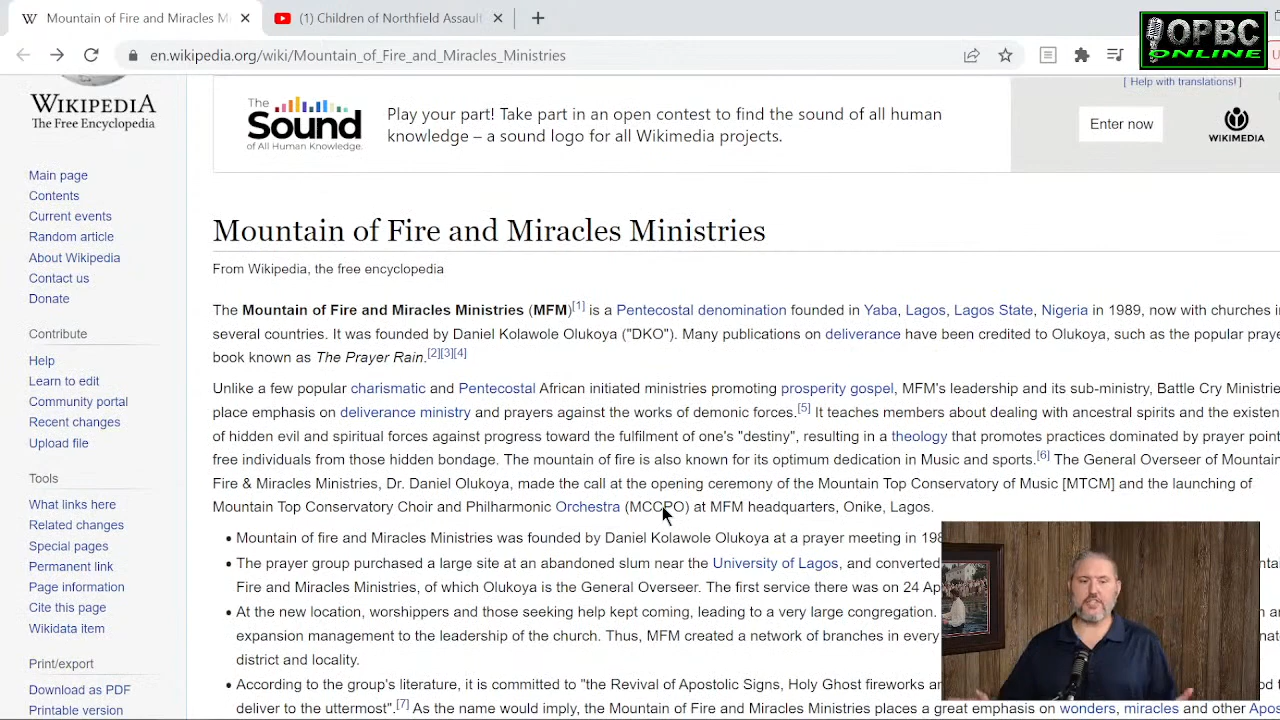 Mountain of Fire and Miracles M
(1) Children of Northfield Assault
OPBC
ONLINE
en.wikipedia.org/wiki/Mountain_of_Fire_and_Miracles_Ministries
WIKIPEDIA
The Free Encyclopedia
Main page
Contents
Current events
Random article
About Wikipedia
Contact us
Donate
Contribute
Help
Learn to edit
Community portal
Recent changes
Upload file
Tools
What links here
Related changes
Special pages
Permanent link
Page information
Cite this page
Wikidata item
Print/export
Download as PDF
Printable version
[ Help with translations! ]
The
Sound
of All Human Knowledge.
Play your part! Take part in an open contest to find the sound of all human
knowledge – a sound logo for all Wikimedia projects.
Enter now
WIKIMEDIA
Mountain of Fire and Miracles Ministries
From Wikipedia, the free encyclopedia
The Mountain of Fire and Miracles Ministries (MFM)[1] is a Pentecostal denomination founded in Yaba, Lagos, Lagos State, Nigeria in 1989, now with churches i
several countries. It was founded by Daniel Kolawole Olukoya ("DKO"). Many publications on deliverance have been credited to Olukoya, such as the popular praye
book known as The Prayer Rain.[2][3][4]
Unlike a few popular charismatic and Pentecostal African initiated ministries promoting prosperity gospel, MFM's leadership and its sub-ministry, Battle Cry Ministrie
place emphasis on deliverance ministry and prayers against the works of demonic forces.[5] It teaches members about dealing with ancestral spirits and the existen
of hidden evil and spiritual forces against progress toward the fulfilment of one's "destiny", resulting in a theology that promotes practices dominated by prayer point
free individuals from those hidden bondage. The mountain of fire is also known for its optimum dedication in Music and sports.[6] The General Overseer of Mountain
Fire & Miracles Ministries, Dr. Daniel Olukoya, made the call at the opening ceremony of the Mountain Top Conservatory of Music [MTCM] and the launching of
Mountain Top Conservatory Choir and Philharmonic Orchestra (MCCPO) at MFM headquarters, Onike, Lagos.
• Mountain of fire and Miracles Ministries was founded by Daniel Kolawole Olukoya at a prayer meeting in 198
• The prayer group purchased a large site at an abandoned slum near the University of Lagos, and converted
Fire and Miracles Ministries, of which Olukoya is the General Overseer. The first service there was on 24 Ap
• At the new location, worshippers and those seeking help kept coming, leading to a very large congregation.
expansion management to the leadership of the church. Thus, MFM created a network of branches in every
district and locality.
• According to the group's literature, it is committed to "the Revival of Apostolic Signs, Holy Ghost fireworks a
deliver to the uttermost".[7] As the name would imply, the Mountain of Fire and Miracles Ministries places a great emphasis on wonders, miracles and other Apos